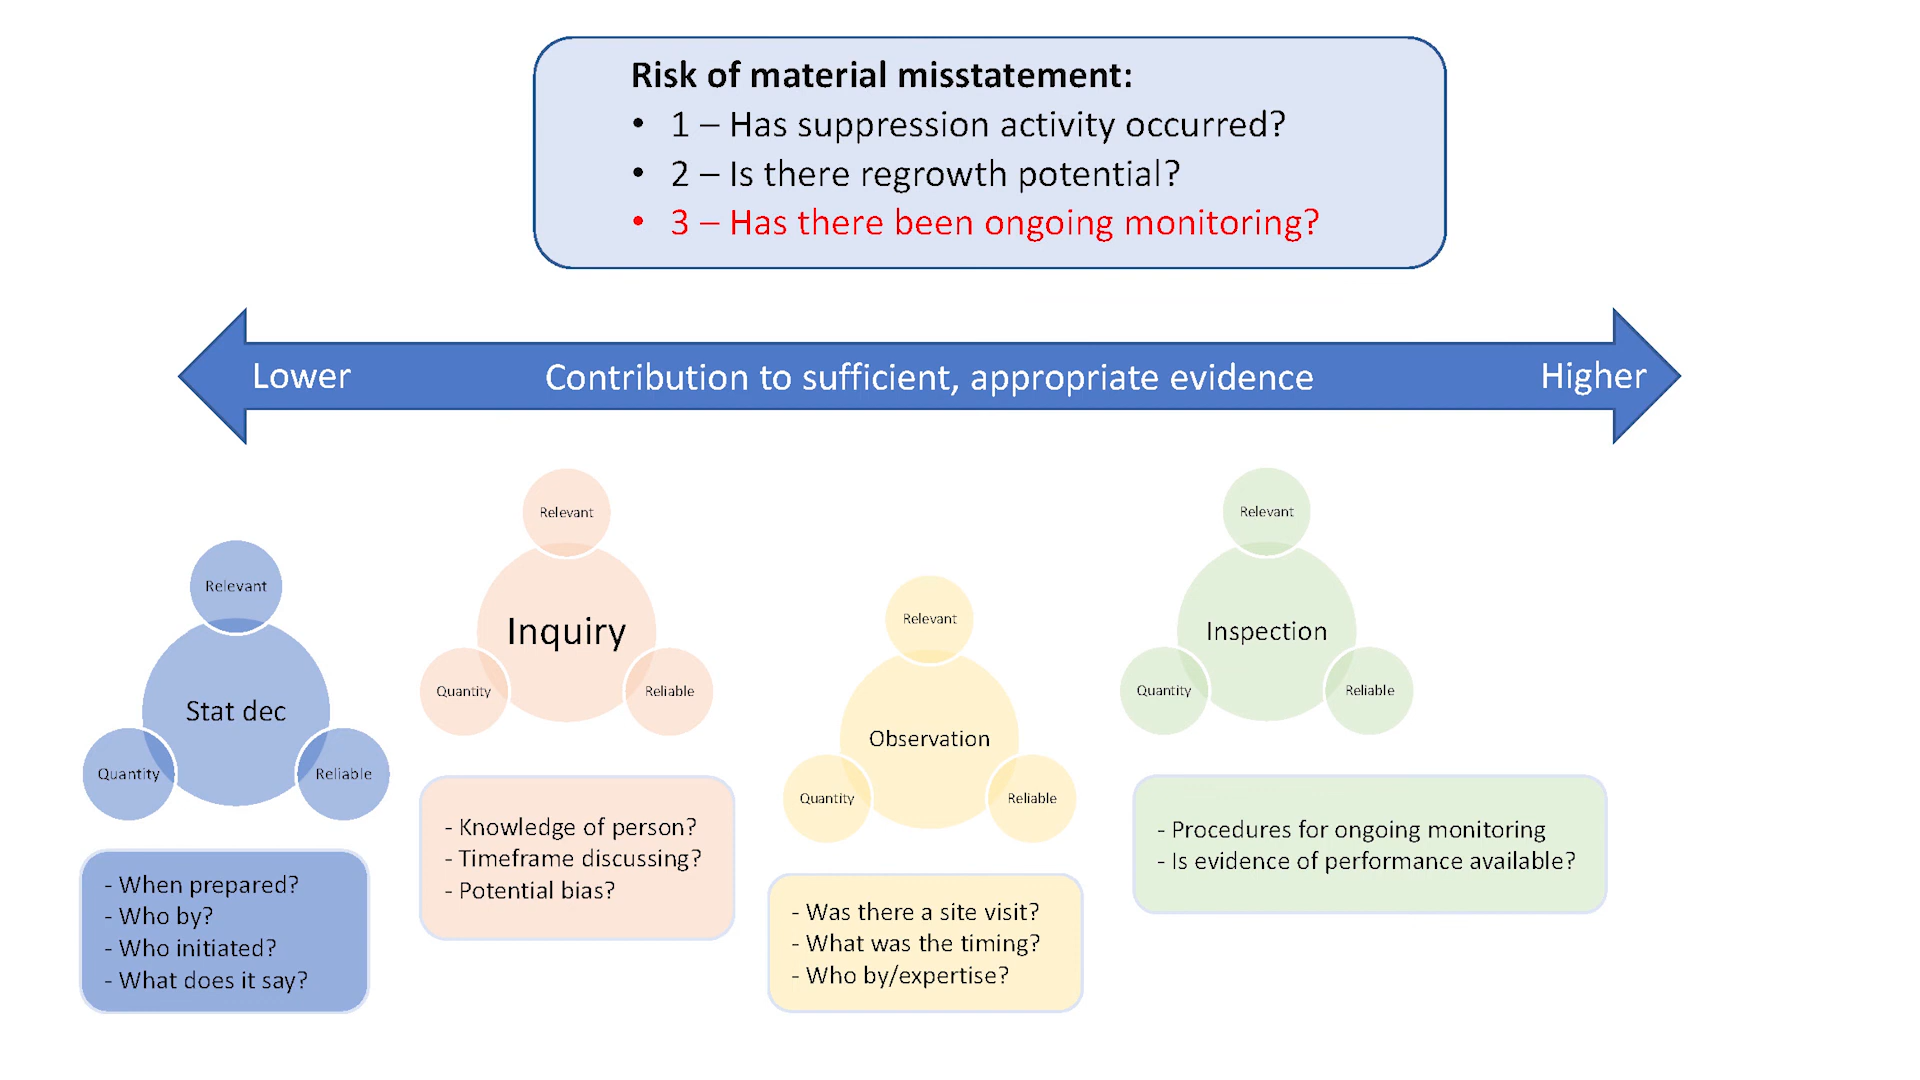 Risk of material misstatement:
• 1 – Has suppression activity occurred?
• 2 – Is there regrowth potential?
• 3 – Has there been ongoing monitoring?
Lower
Contribution to sufficient, appropriate evidence
Higher
Relevant
Stat dec
Quantity
Reliable
- When prepared?
- Who by?
- Who initiated?
- What does it say?
Relevant
Inquiry
Quantity
Reliable
- Knowledge of person?
- Timeframe discussing?
- Potential bias?
Relevant
Observation
Quantity
Reliable
- Was there a site visit?
- What was the timing?
- Who by/expertise?
Relevant
Inspection
Quantity
Reliable
- Procedures for ongoing monitoring
- Is evidence of performance available?